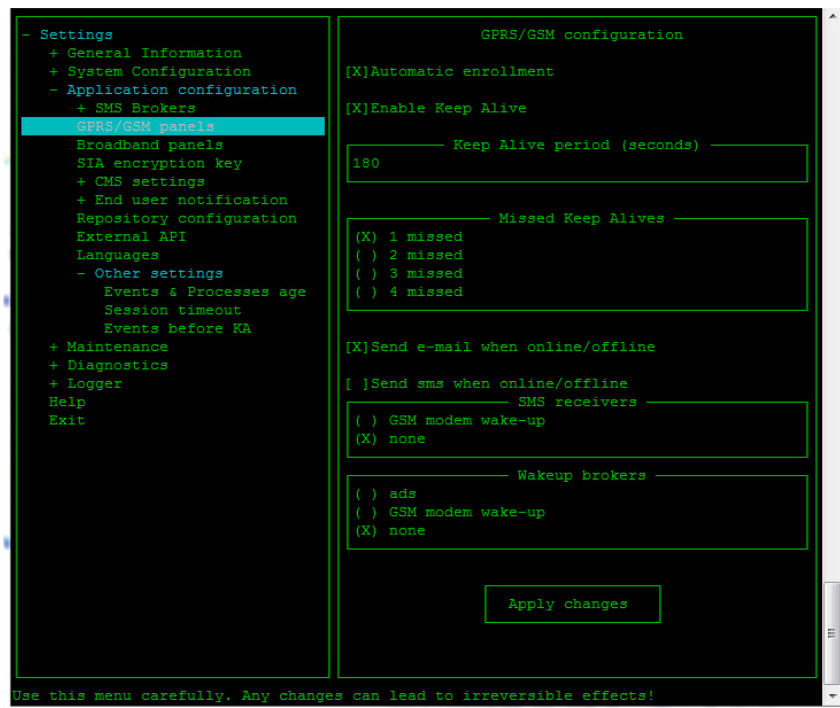 - Settings
+ General Information
+ System Configuration
- Application configuration
+ SMS Brokers
GPRS/GSM panels
Broadband panels
SIA encryption key
+ CMS settings
+ End user notification
Repository configuration
External API
Languages
- Other settings
Events & Processes age
Session timeout
Events before KA
+ Maintenance
+ Diagnostics
+ Logger
Help
Exit
GPRS/GSM configuration
[X]Automatic enrollment
[X]Enable Keep Alive
Keep Alive period (seconds)
180
Missed Keep Alives
(X) 1 missed
( ) 2 missed
( ) 3 missed
( ) 4 missed
[X]Send e-mail when online/offline
[ ]Send sms when online/offline
SMS receivers
( ) GSM modem wake-up
(X) none
Wakeup brokers
( ) ads
( ) GSM modem wake-up
(X) none
Apply changes
Use this menu carefully. Any changes can lead to irreversible effects!